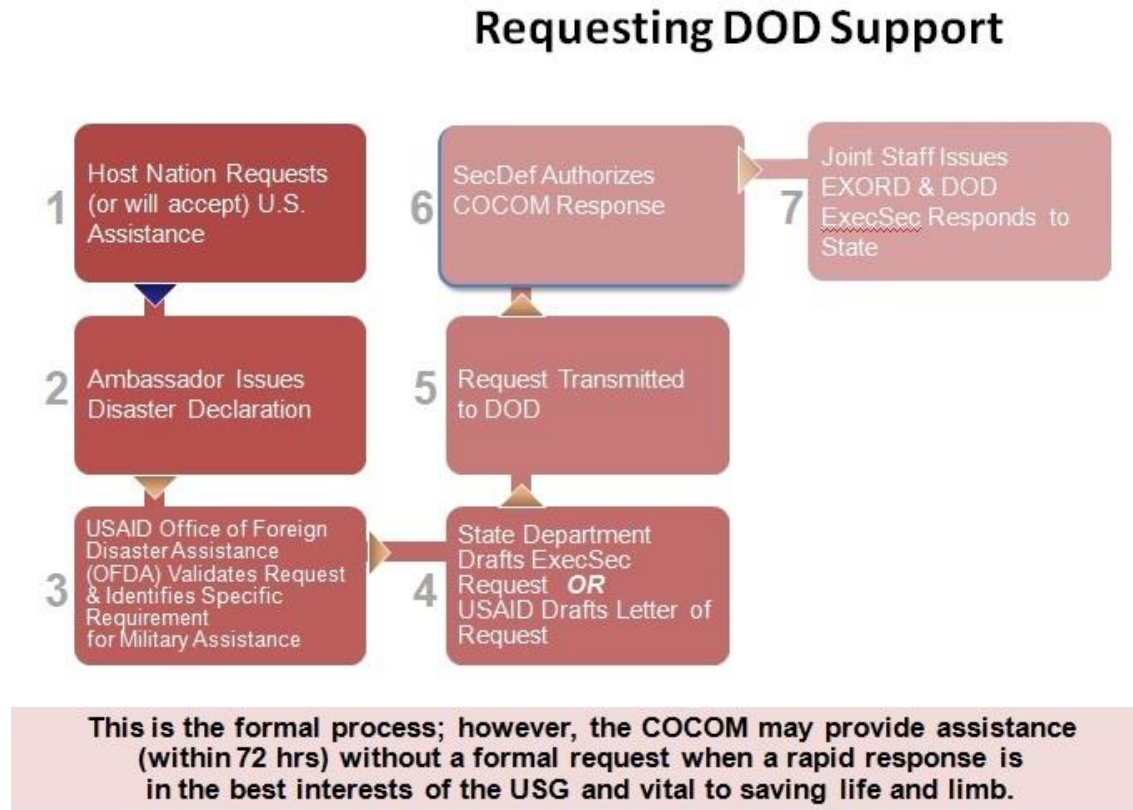 Requesting DOD Support
1
Host Nation Requests
(or will accept) U.S.
Assistance
2
Ambassador Issues
Disaster Declaration
3
USAID Office of Foreign
Disaster Assistance
(OFDA) Validates Request
& Identifies Specific
Requirement
for Military Assistance
4
State Department
Drafts ExecSec
Request OR
USAID Drafts Letter of
Request
5
Request Transmitted
to DOD
6
SecDef Authorizes
COCOM Response
7
Joint Staff Issues
EXORD & DOD
ExecSec Responds to
State
This is the formal process; however, the COCOM may provide assistance
(within 72 hrs) without a formal request when a rapid response is
in the best interests of the USG and vital to saving life and limb.